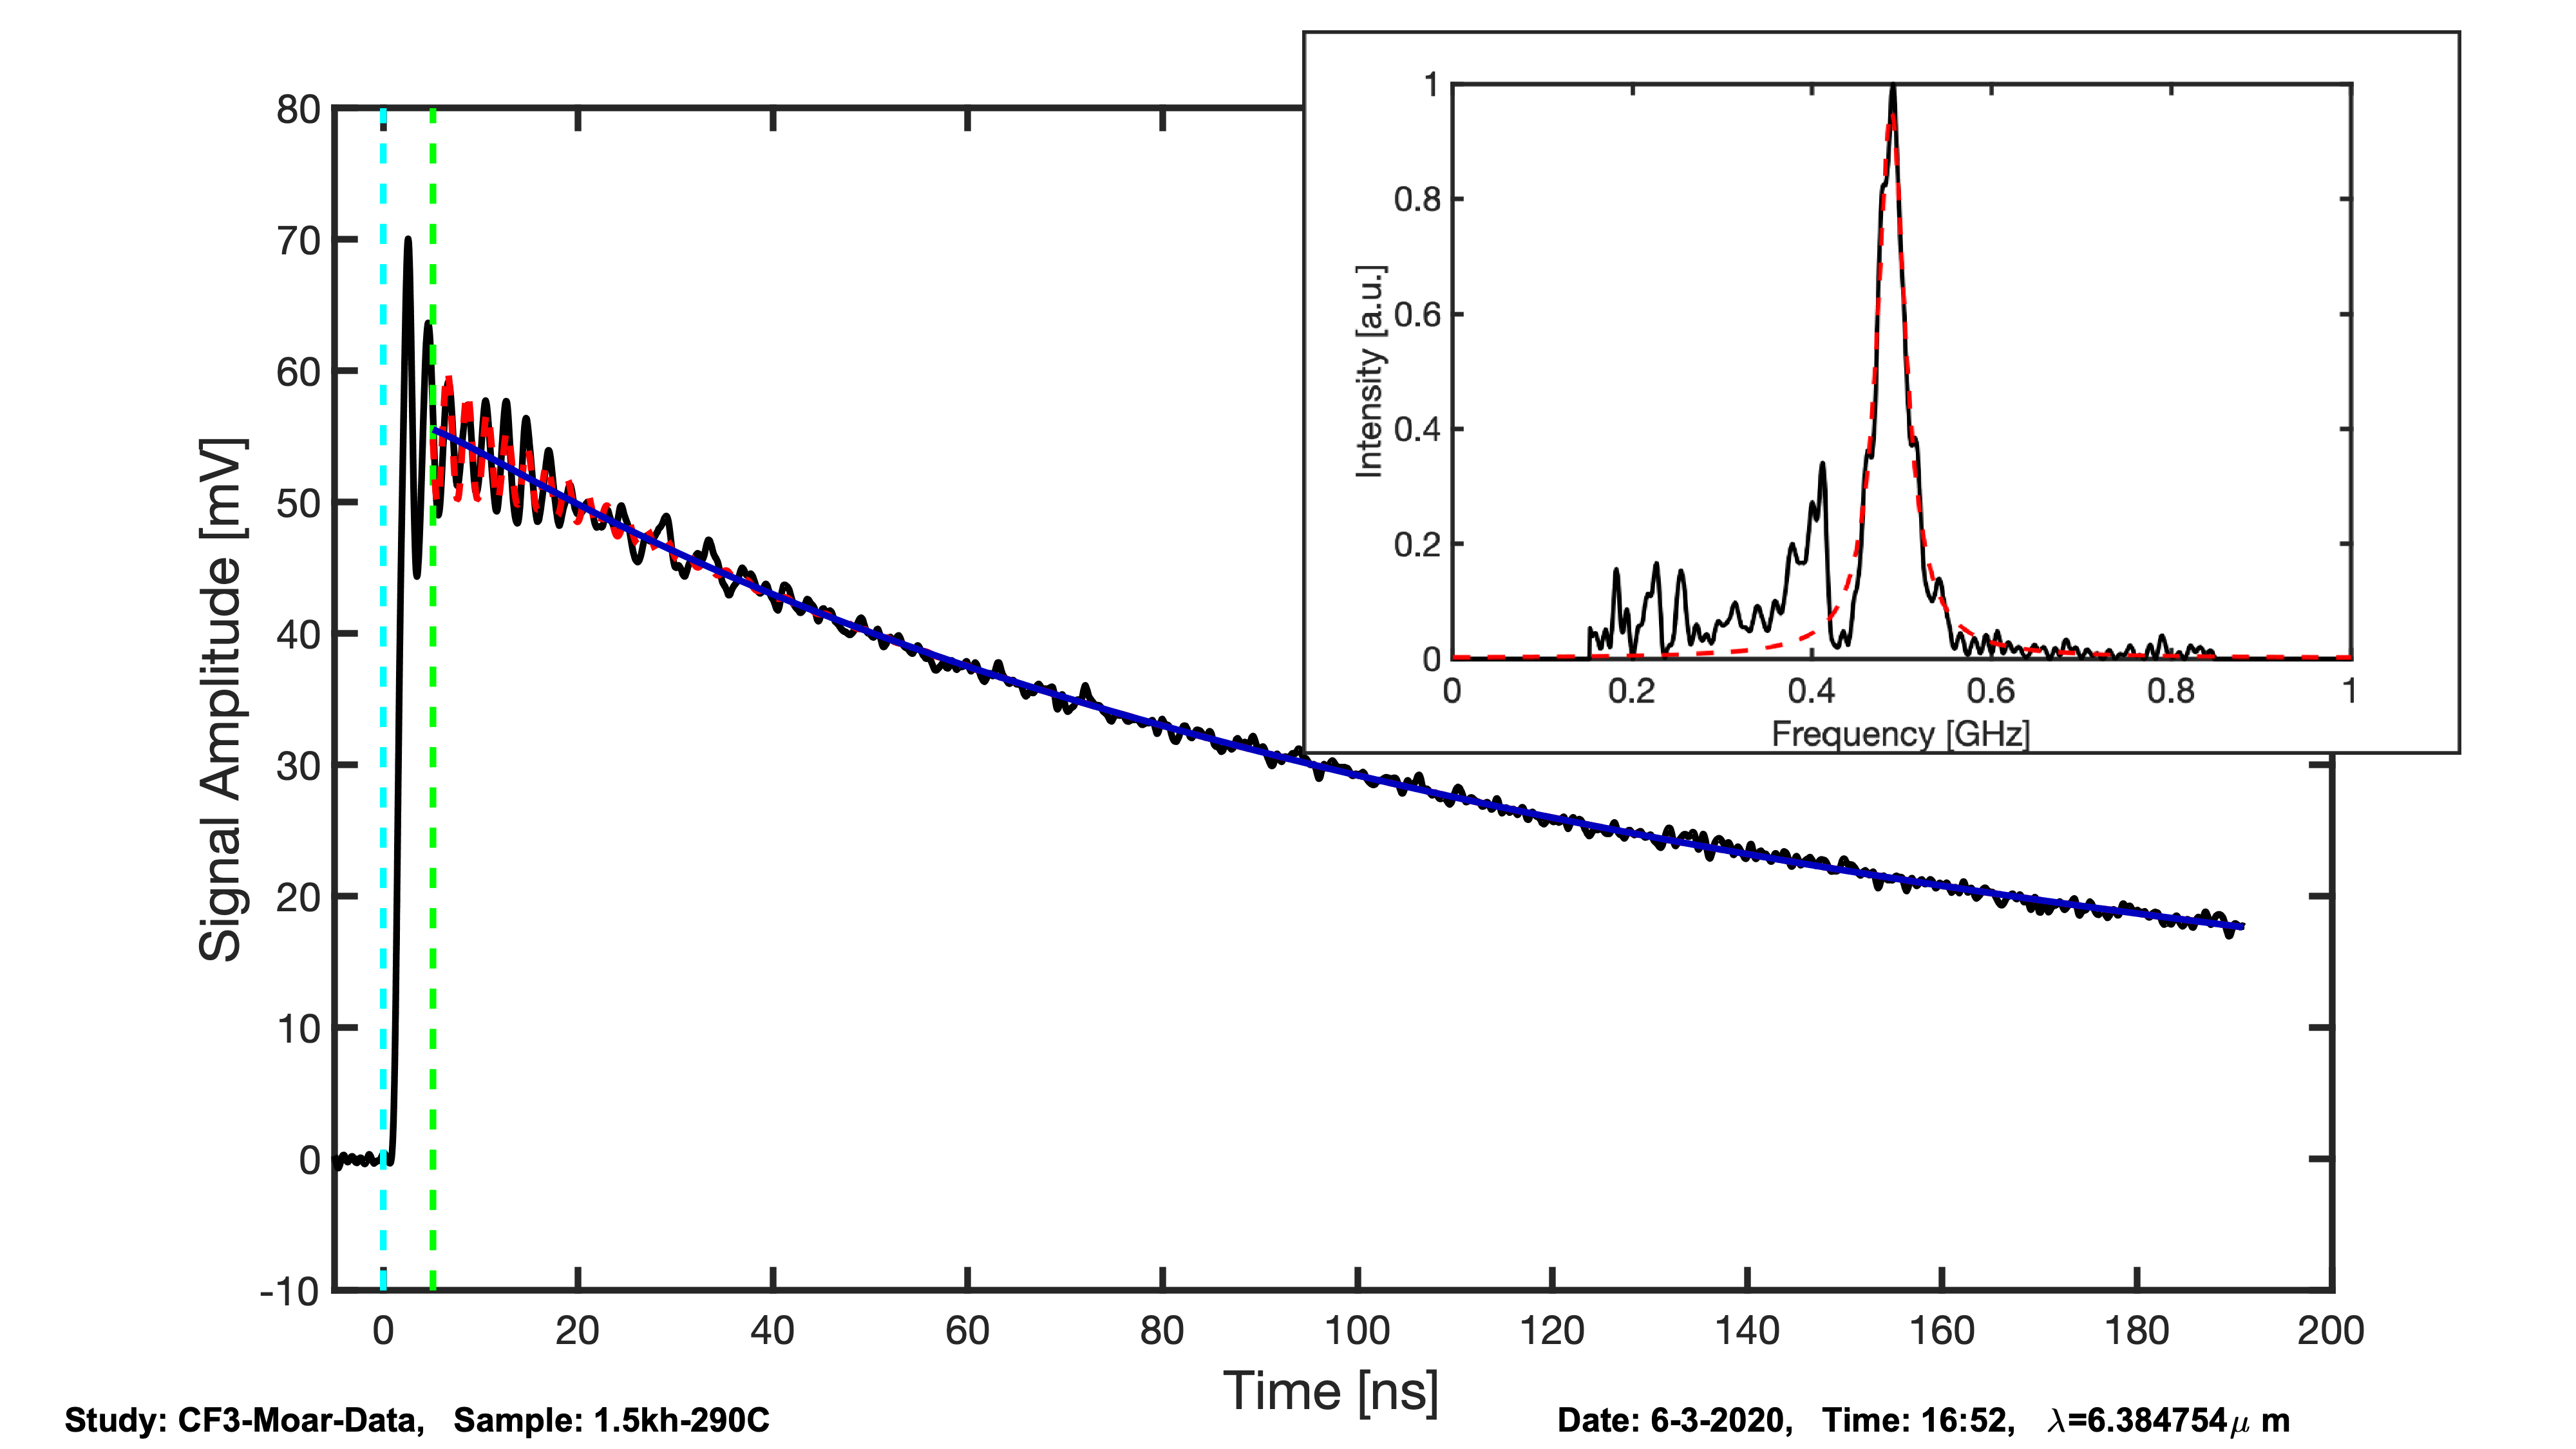 1
0.8
0.6
0.4
0.2
0
0 0.2 0.4 0.6 0.8 1
Intensity [a.u.]
Frequency [GHz]
80
70
60
50
40
30
20
10
0
-10
0 20 40 60 80 100 120 140 160 180 200
Signal Amplitude [mV]
Time [ns]
Study: CF3-Moar-Data, Sample: 1.5kh-290C
Date: 6-3-2020, Time: 16:52, λ=6.384754μ m